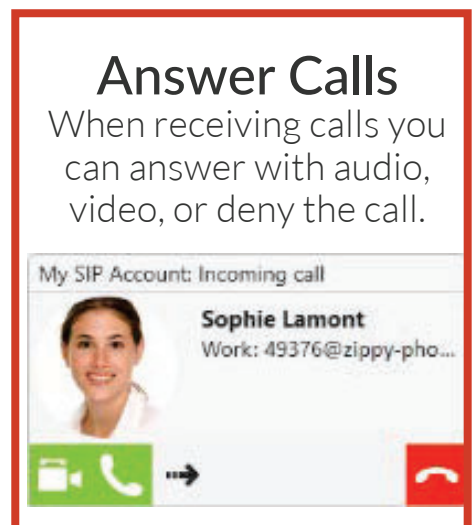 Answer Calls
When receiving calls you
can answer with audio,
video, or deny the call.
My SIP Account: Incoming call
Sophie Lamont
Work: 49376@zippy-pho...